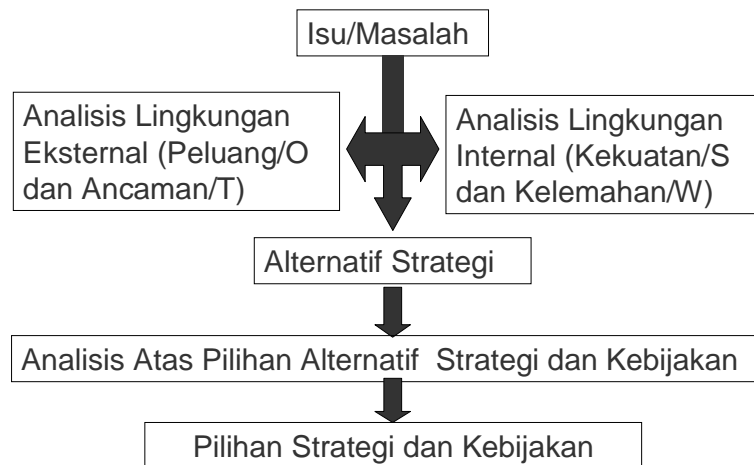 Isu/Masalah
Analisis Lingkungan
Eksternal (Peluang/O
dan Ancaman/T)
Analisis Lingkungan
Internal (Kekuatan/S
dan Kelemahan/W)
Alternatif Strategi
Analisis Atas Pilihan Alternatif Strategi dan Kebijakan
Pilihan Strategi dan Kebijakan